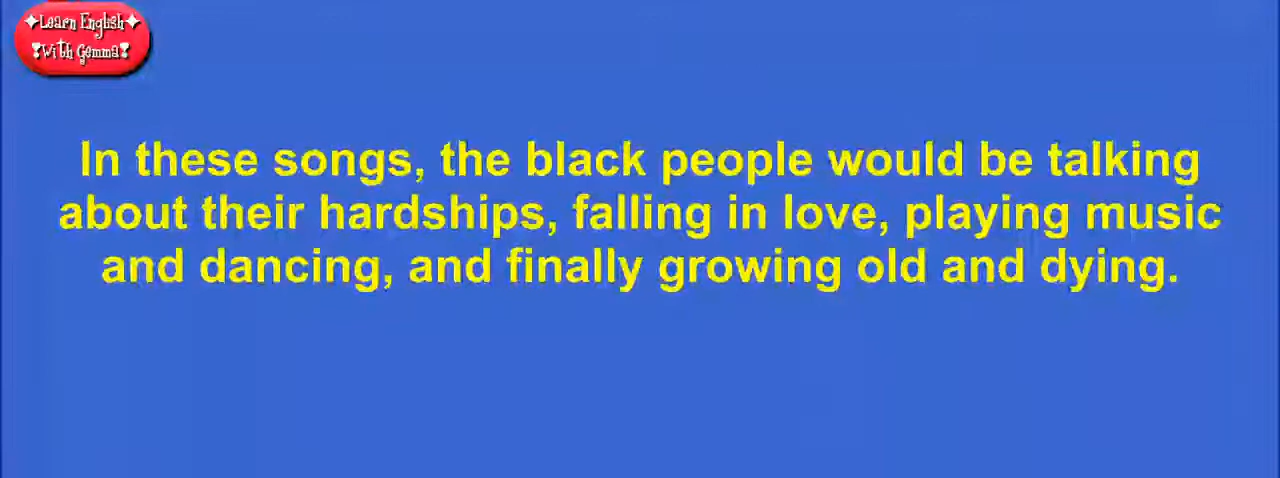 ✦Learn English✦
❣With Gemma❣
In these songs, the black people would be talking
about their hardships, falling in love, playing music
and dancing, and finally growing old and dying.